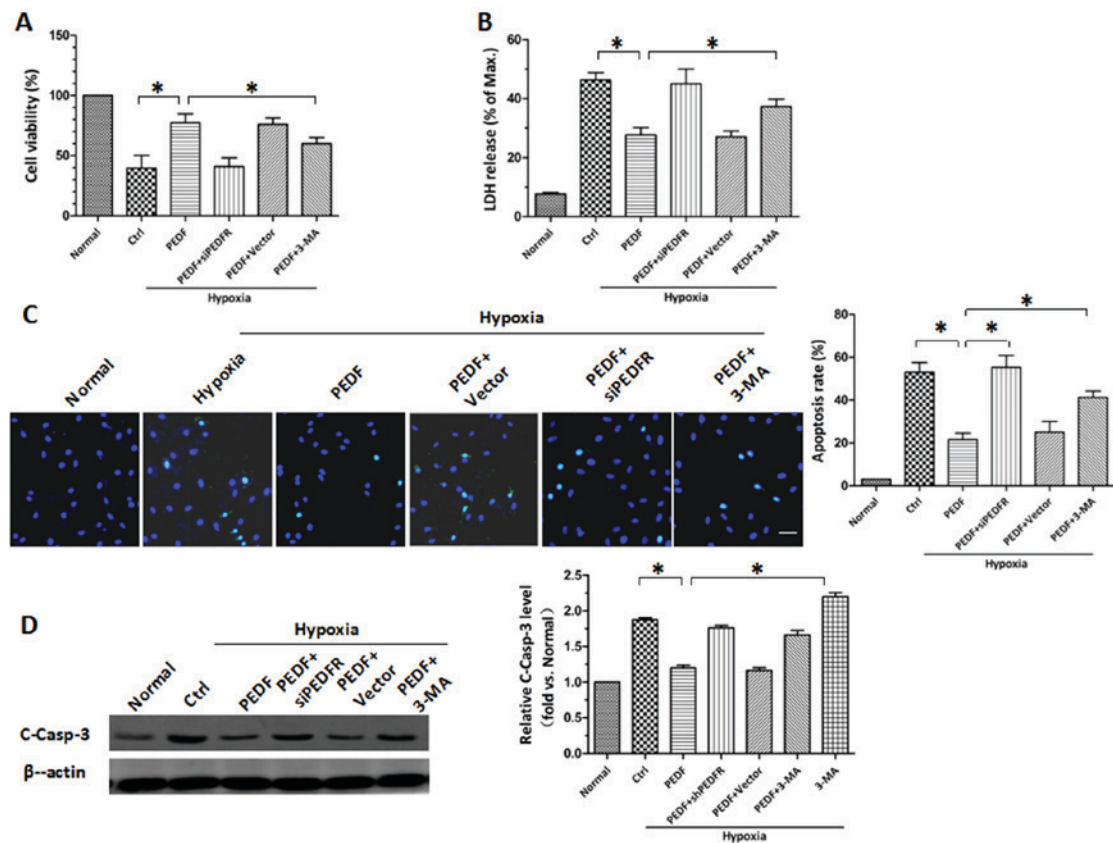 A
Cell viability (%)
150
100
50
0
*
*
Normal
Ctrl
PEDF
PEDF+siPEDFR
PEDF+Vector
PEDF+3-MA
Hypoxia
B
LDH release (% of Max.)
60
40
20
0
*
*
Normal
Ctrl
PEDF
PEDF+siPEDFR
PEDF+Vector
PEDF+3-MA
Hypoxia
C
Hypoxia
Normal
Hypoxia
PEDF
PEDF+
Vector
PEDF+
siPEDFR
PEDF+
3-MA
Apoptosis rate (%)
80
60
40
20
0
*
*
*
Normal
Ctrl
PEDF
PEDF+siPEDFR
PEDF+Vector
PEDF+3-MA
Hypoxia
D
Hypoxia
Normal
Ctrl
PEDF
PEDF+
siPEDFR
PEDF+
Vector
PEDF+
3-MA
C-Casp-3
β--actin
Relative C-Casp-3 level
(fold vs. Normal)
2.5
2.0
1.5
1.0
0.5
0.0
*
*
Normal
Ctrl
PEDF
PEDF+shPEDFR
PEDF+Vector
PEDF+3-MA
3-MA
Hypoxia